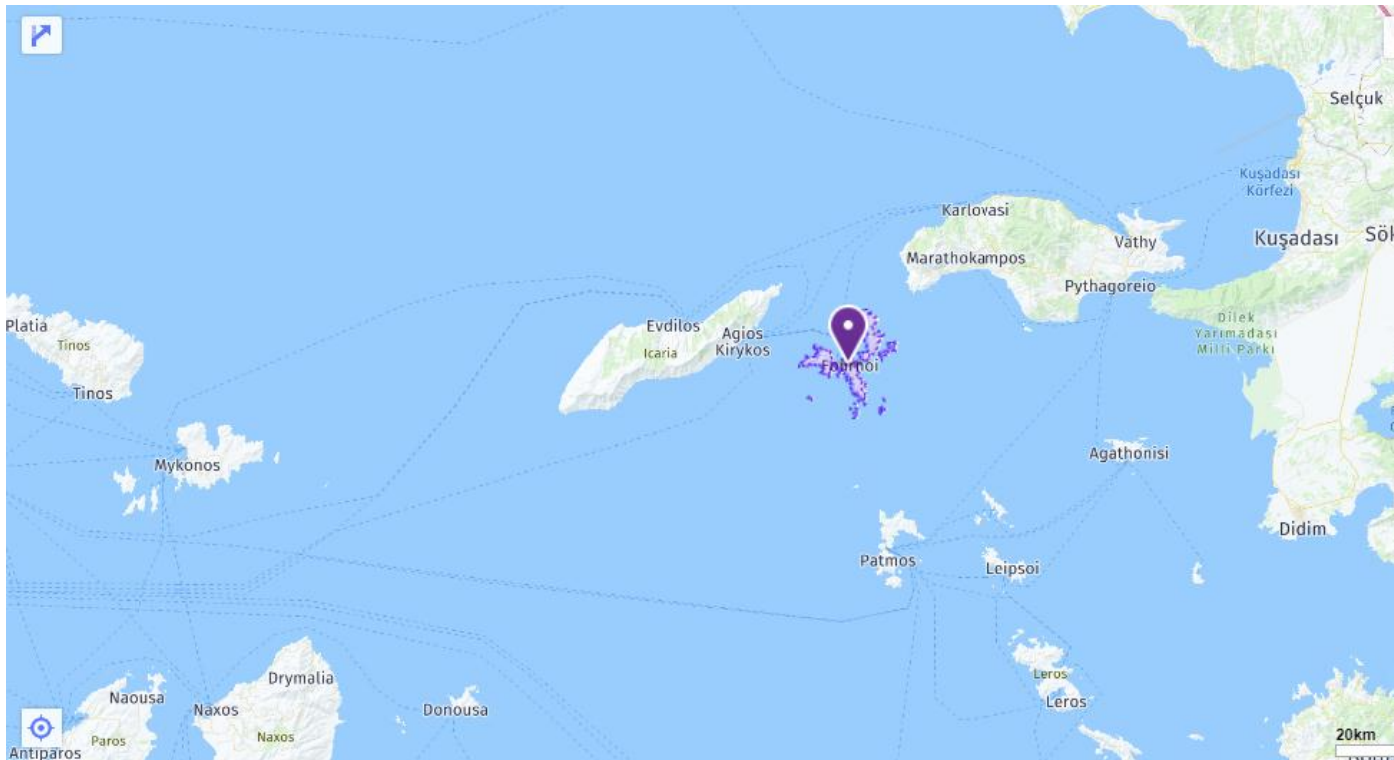 Selçuk
Kuşadası
Körfezi
Karlovasi
Vathy
Kuşadası
Sök
Marathokampos
Pythagoreio
Platia
Tinos
Evdilos
Agios
Kirykos
Icaria
Dilek
Yarımadası
Milli Parkı
Fournoi
Tinos
Mykonos
Agathonisi
Didim
Patmos
Leipsoi
Leros
Drymalia
Naousa
Naxos
Donousa
Leros
Antiparos
Paros
Naxos
20km